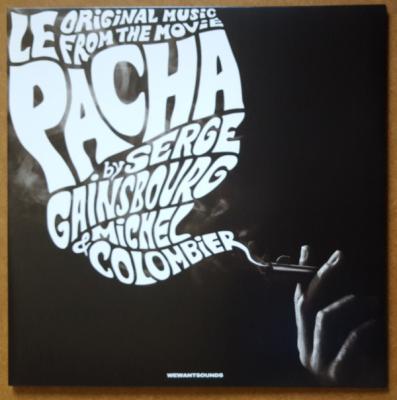 LE ORIGINAL MUSIC
FROM THE MOViE
PACHA
by SERGE
GAiNSBOURG
& MiCHEL
COLOMBiER
WEWANTSOUNDS